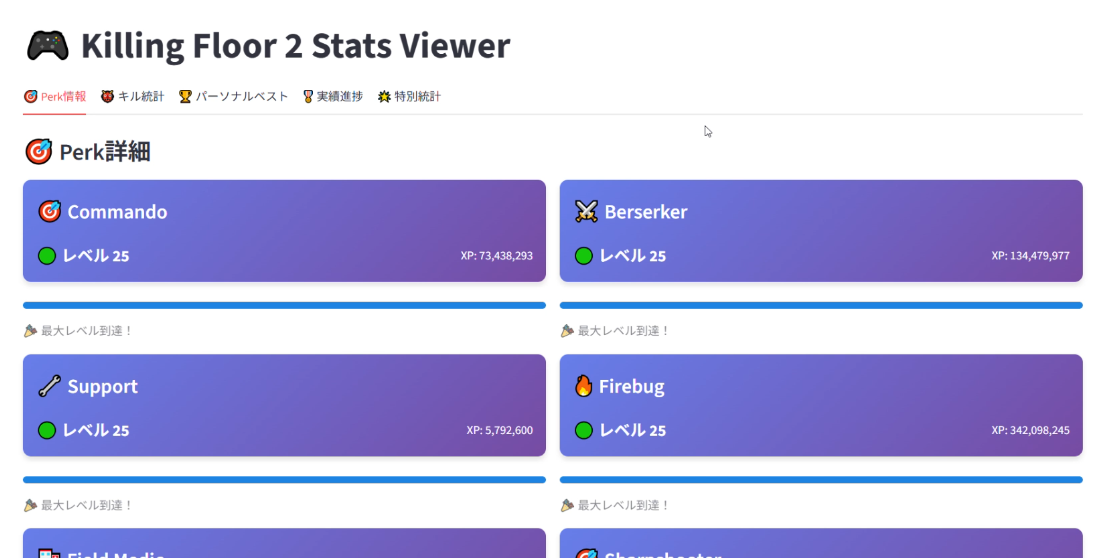 Killing Floor 2 Stats Viewer
Perk情報 キル統計 パーソナルベスト 実績進捗 特別統計
Perk詳細
Commando
レベル 25 XP: 73,438,293
Berserker
レベル 25 XP: 134,479,977
最大レベル到達！
最大レベル到達！
Support
レベル 25 XP: 5,792,600
Firebug
レベル 25 XP: 342,098,245
最大レベル到達！
最大レベル到達！